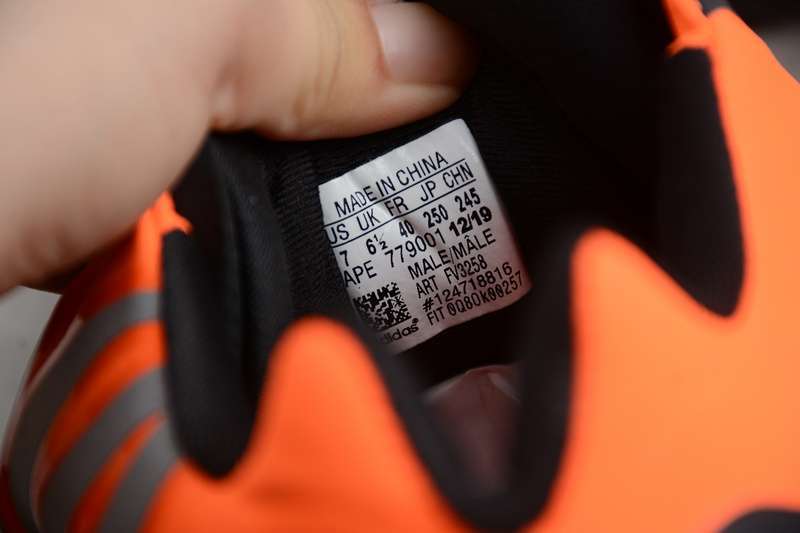 MADE IN CHINA
US UK FR JP CHN
7 6½ 40 250 245
APE 779001 12/19
MALE/MÂLE
ART FV3258
#124718816
FIT 0Q8OK00257
adidas®